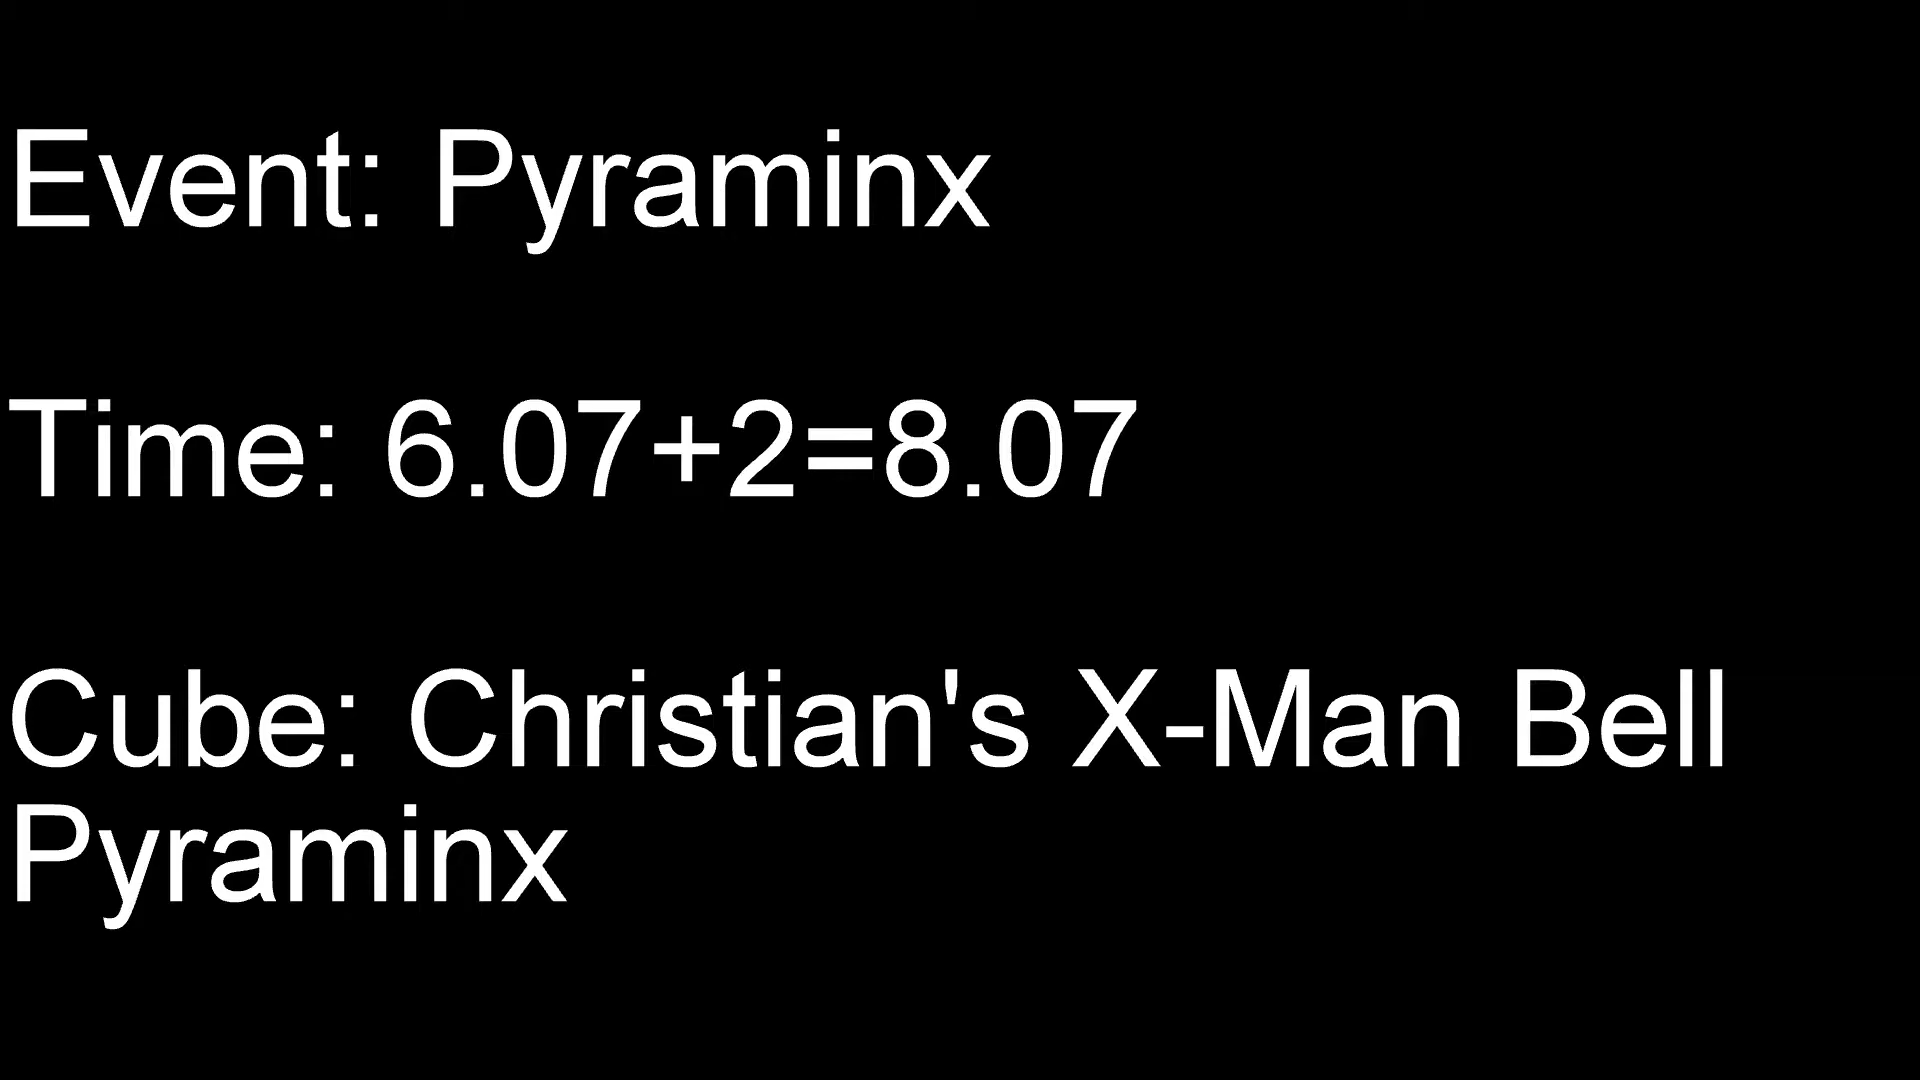 Event: Pyraminx
Time: 6.07+2=8.07
Cube: Christian's X-Man Bell
Pyraminx